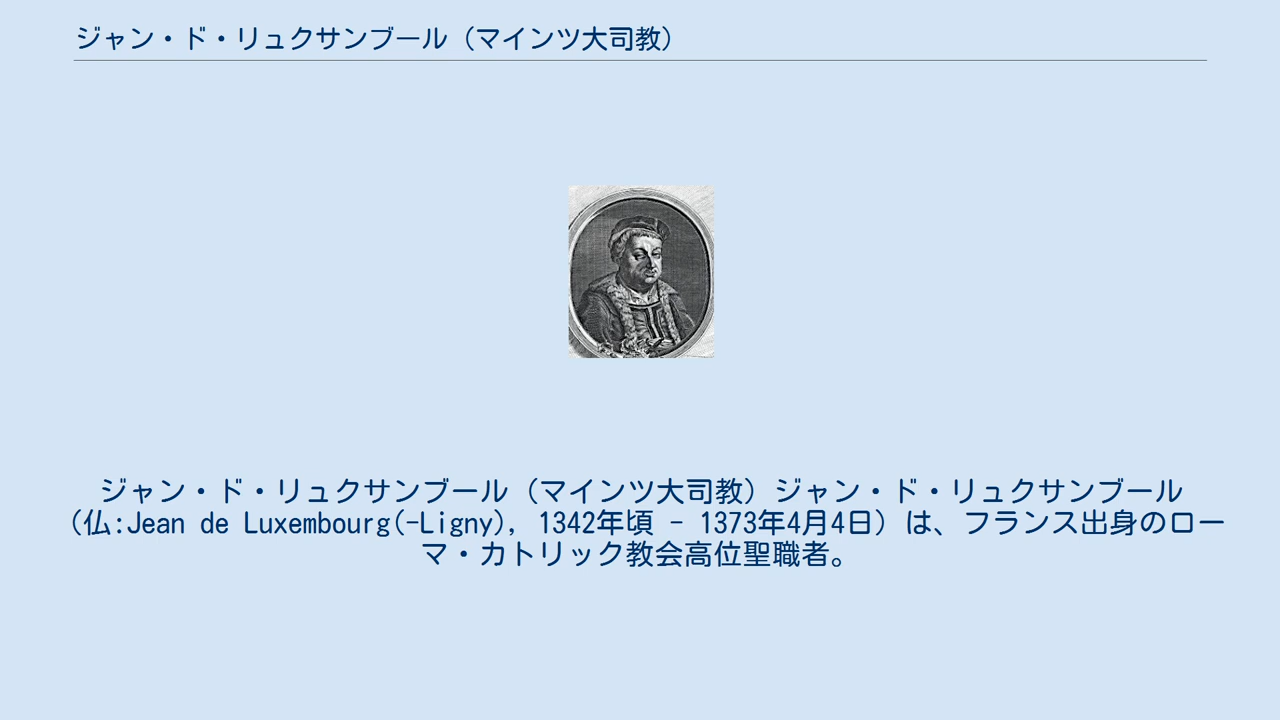 ジャン・ド・リュクサンブール（マインツ大司教）
ジャン・ド・リュクサンブール（マインツ大司教）ジャン・ド・リュクサンブール
（仏:Jean de Luxembourg(-Ligny), 1342年頃 - 1373年4月4日）は、フランス出身のロー
マ・カトリック教会高位聖職者。